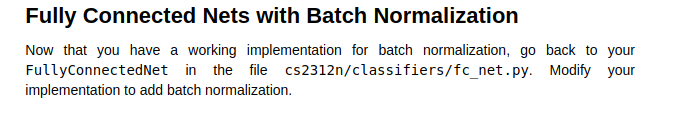 Fully Connected Nets with Batch Normalization
Now that you have a working implementation for batch normalization, go back to your
FullyConnectedNet in the file cs2312n/classifiers/fc_net.py. Modify your
implementation to add batch normalization.